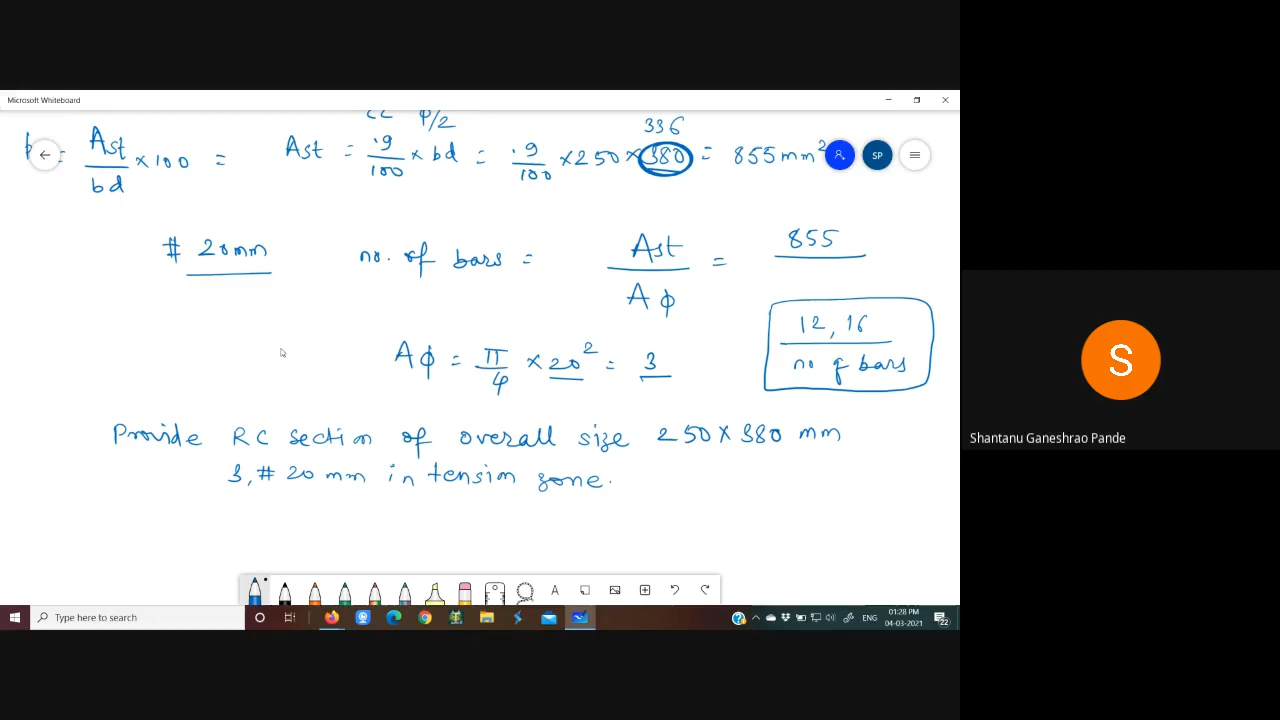 Microsoft Whiteboard
φ/2
336
Ast/bd × 100 = Ast = .9/100 × bd = .9/100 × 250 × 380 = 855 mm²
SP
# 20mm no. of bars = Ast/Aφ = 855
12, 16
no of bars
Aφ = π/4 × 20² = 3
Provide RC section of overall size 250 × 380 mm
3, # 20 mm in tension zone.
S
Shantanu Ganeshrao Pande
A
Type here to search
ENG
01:28 PM
04-03-2021
22